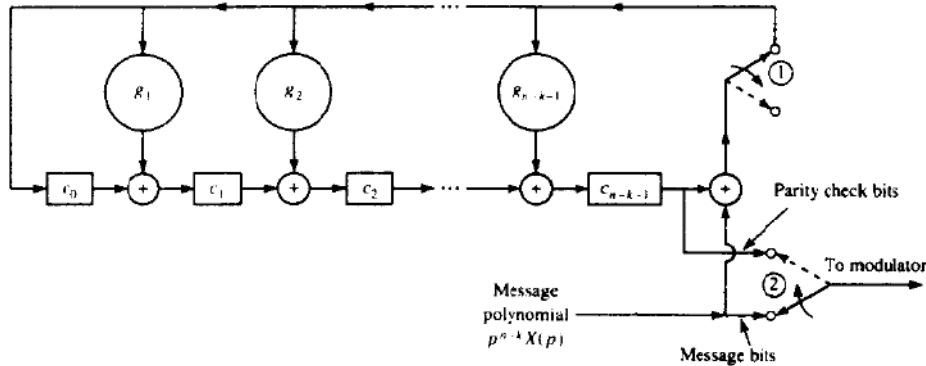 ...
g₁
g₂
gₙ₋ₖ₋₁
①
+
+
+
+
c₀
c₁
c₂
...
cₙ₋ₖ₋₁
Parity check bits
To modulator
②
Message
polynomial
pⁿ⁻ᵏX(p)
Message bits